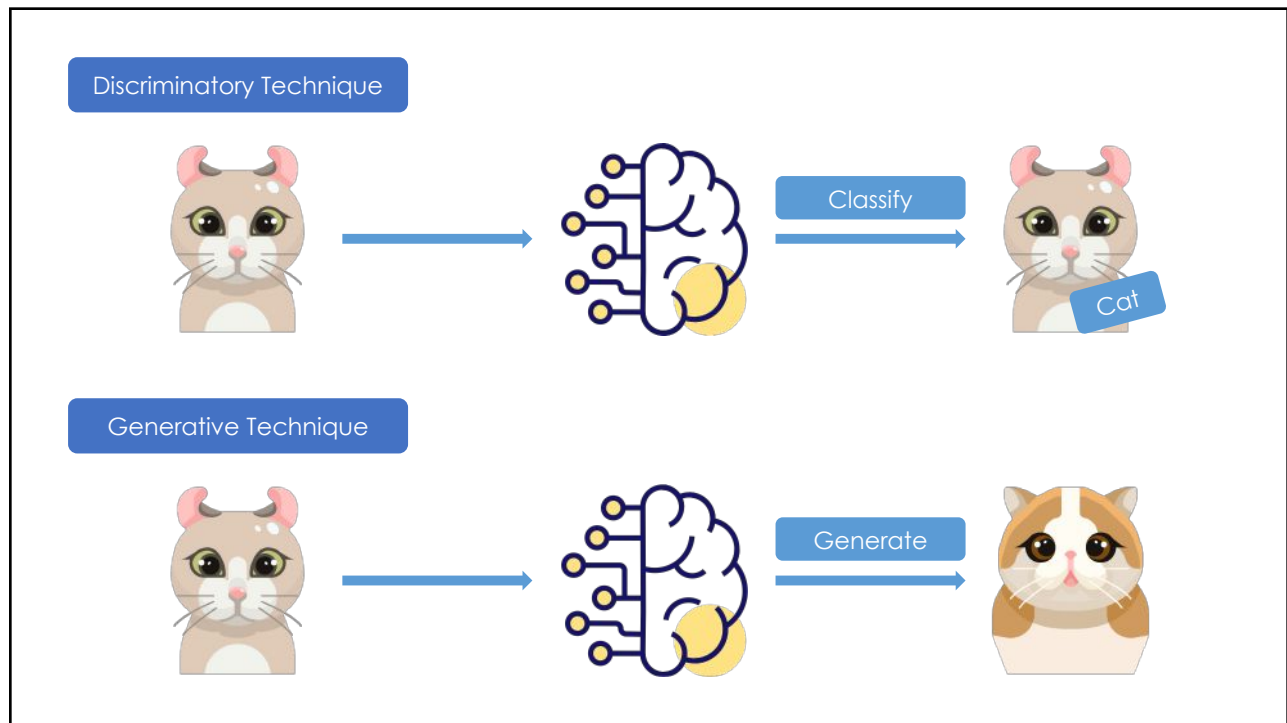 Discriminatory Technique
Classify
Cat
Generative Technique
Generate